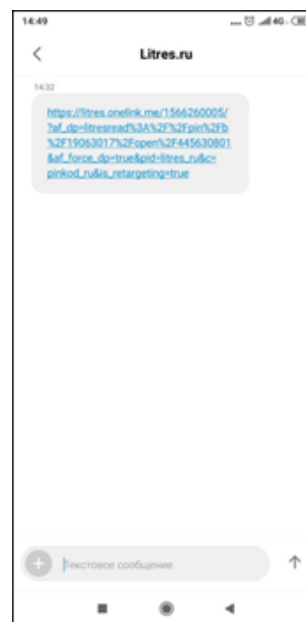 14:49
4G
Litres.ru
14:32
https://litres.onelink.me/1566260005/
?af_dp=litresread%3A%2F%2Fpin%2Fb
%2F19063017%2Fopen%2F445630801
&af_force_dp=true&pid=litres_ru&c=
pinkod_ru&is_retargeting=true
Текстовое сообщение